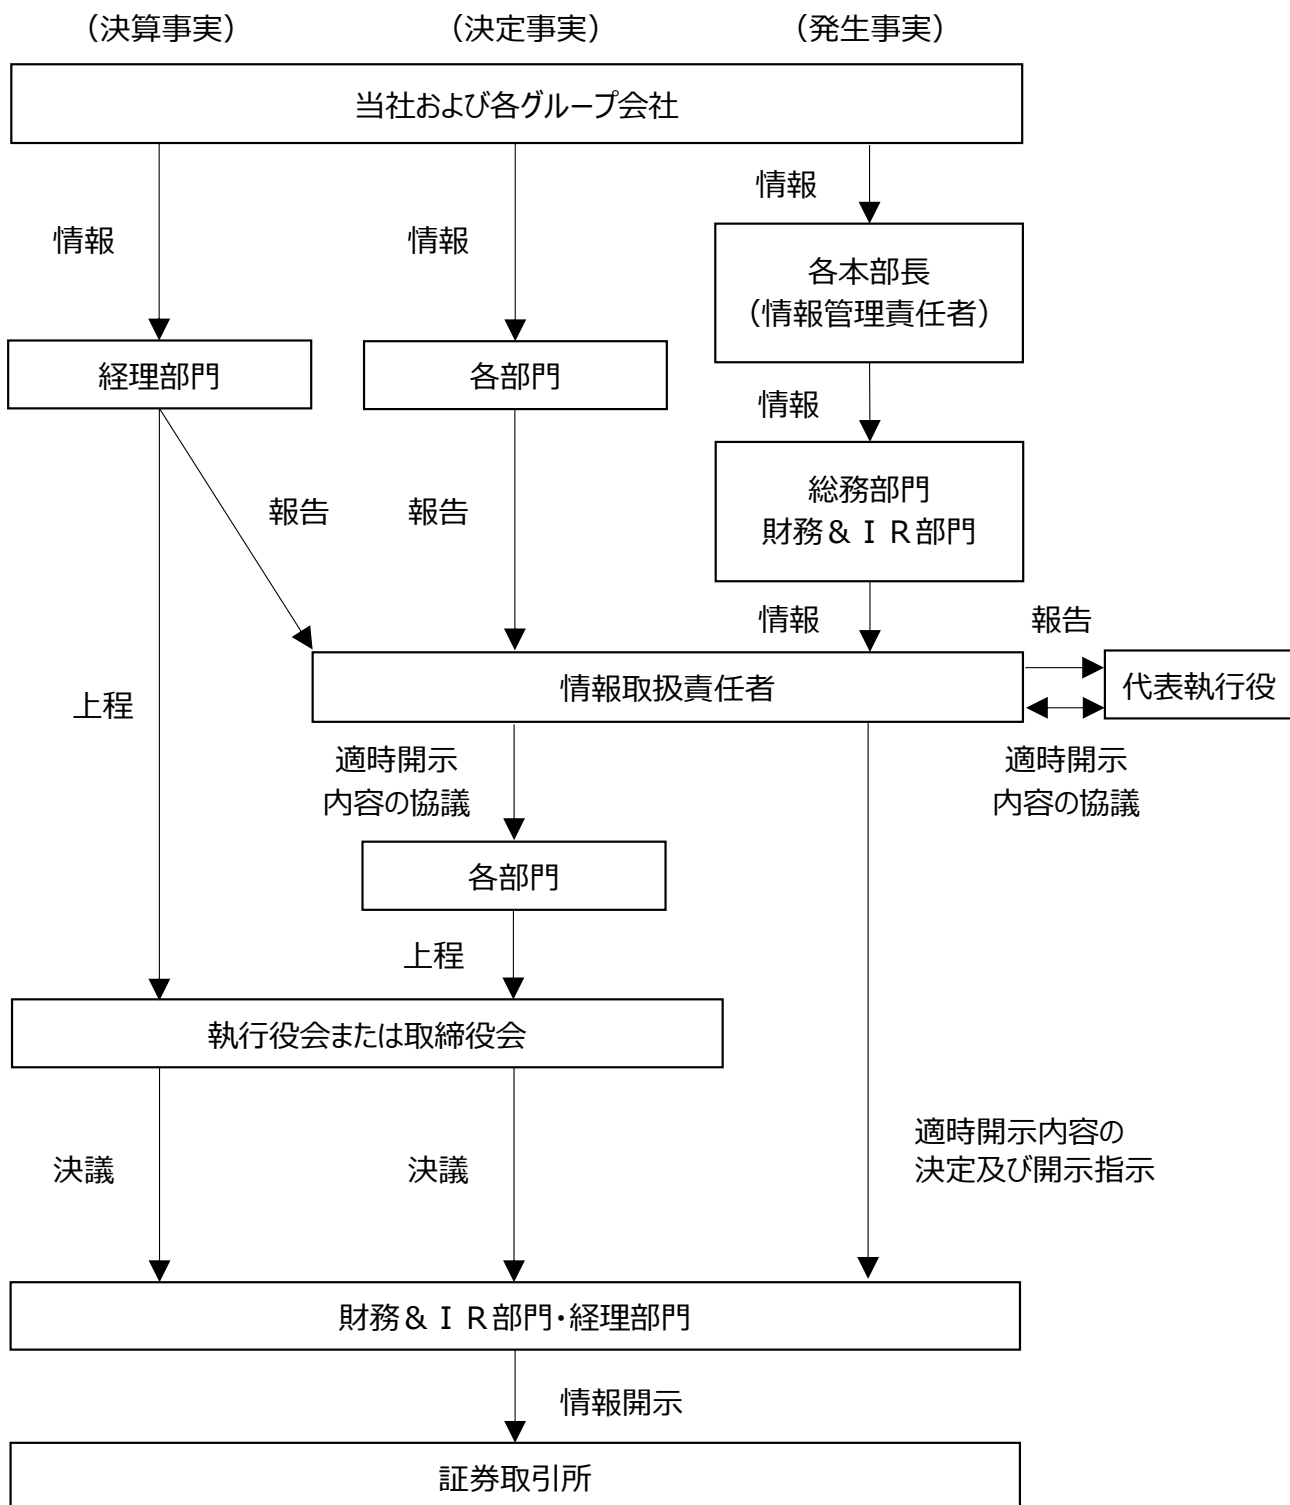 （決算事実）
（決定事実）
（発生事実）
当社および各グループ会社
情報
情報
情報
各本部長
（情報管理責任者）
経理部門
各部門
情報
総務部門
財務＆ＩＲ部門
報告
報告
情報
報告
情報取扱責任者
代表執行役
上程
適時開示
内容の協議
適時開示
内容の協議
各部門
上程
執行役会または取締役会
決議
決議
適時開示内容の
決定及び開示指示
財務＆ＩＲ部門・経理部門
情報開示
証券取引所